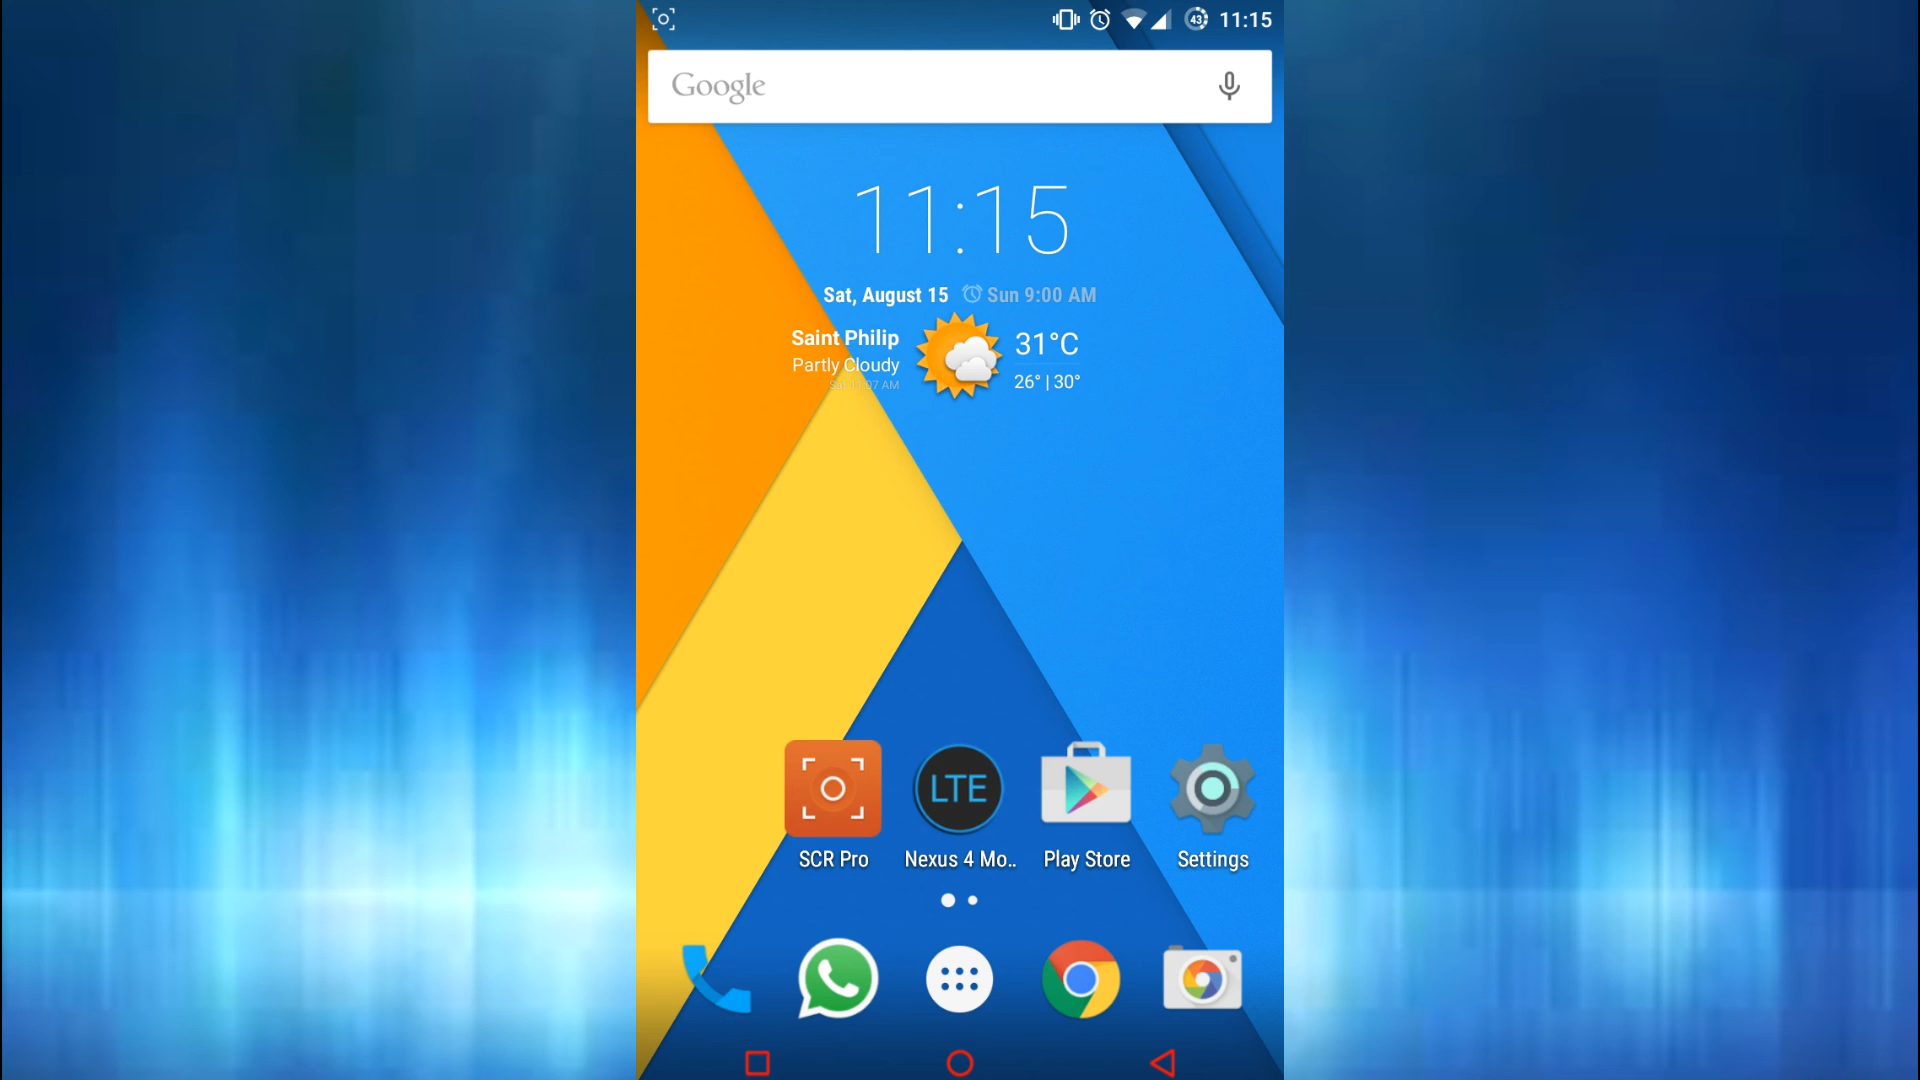 43 11:15
Google
11:15
Sat, August 15 Sun 9:00 AM
Saint Philip
Partly Cloudy
31°C
26° | 30°
LTE
SCR Pro Nexus 4 Mo.. Play Store Settings